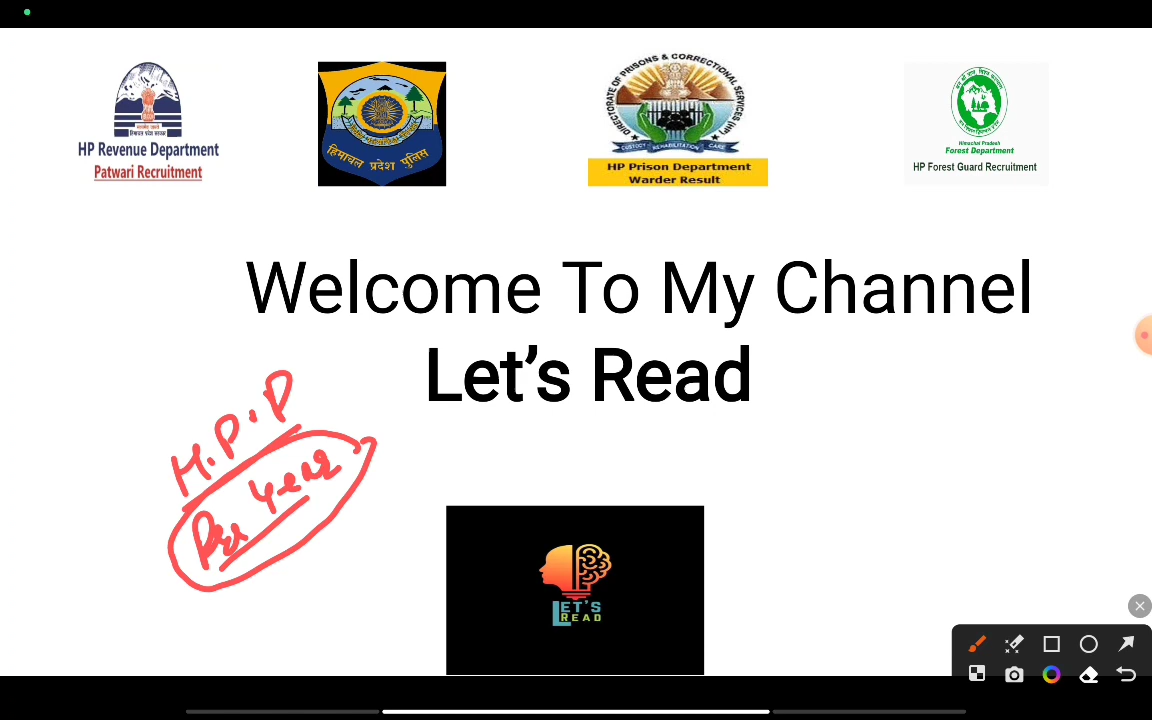 HP Revenue Department
Patwari Recruitment
हिमाचल प्रदेश पुलिस
DIRECTORATE OF PRISONS & CORRECTIONAL SERVICES (HP)
CUSTODY REHABILITATION CARE
HP Prison Department
Warder Result
Himachal Pradesh
Forest Department
HP Forest Guard Recruitment
Welcome To My Channel
Let’s Read
H.P.P
Year
LET'S
READ